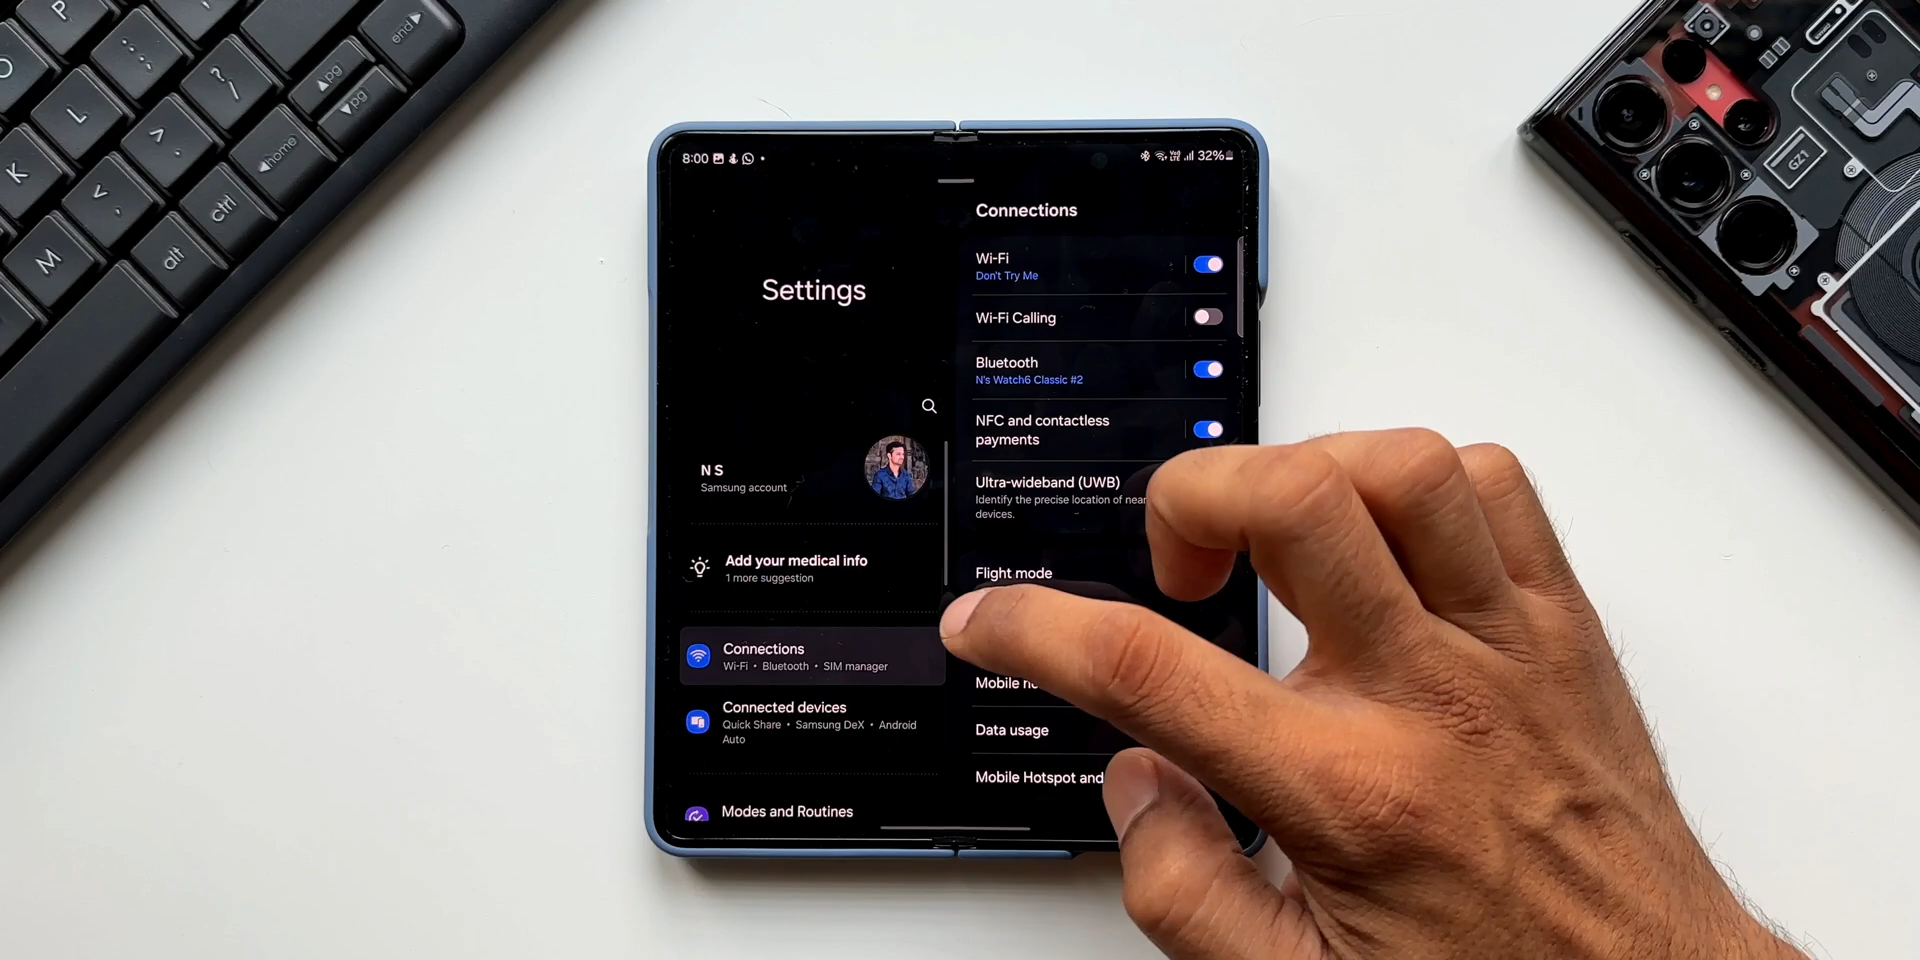 P
end
O
?
/
pg
pg
L
home
>
.
K
ctrl
<
,
alt
M
8:00
32%
Settings
N S
Samsung account
Add your medical info
1 more suggestion
Connections
Wi-Fi • Bluetooth • SIM manager
Connected devices
Quick Share • Samsung DeX • Android
Auto
Modes and Routines
Connections
Wi-Fi
Don't Try Me
Wi-Fi Calling
Bluetooth
N's Watch6 Classic #2
NFC and contactless
payments
Ultra-wideband (UWB)
Identify the precise location of near
devices.
Flight mode
Mobile
Data usage
Mobile Hotspot and
GZ1